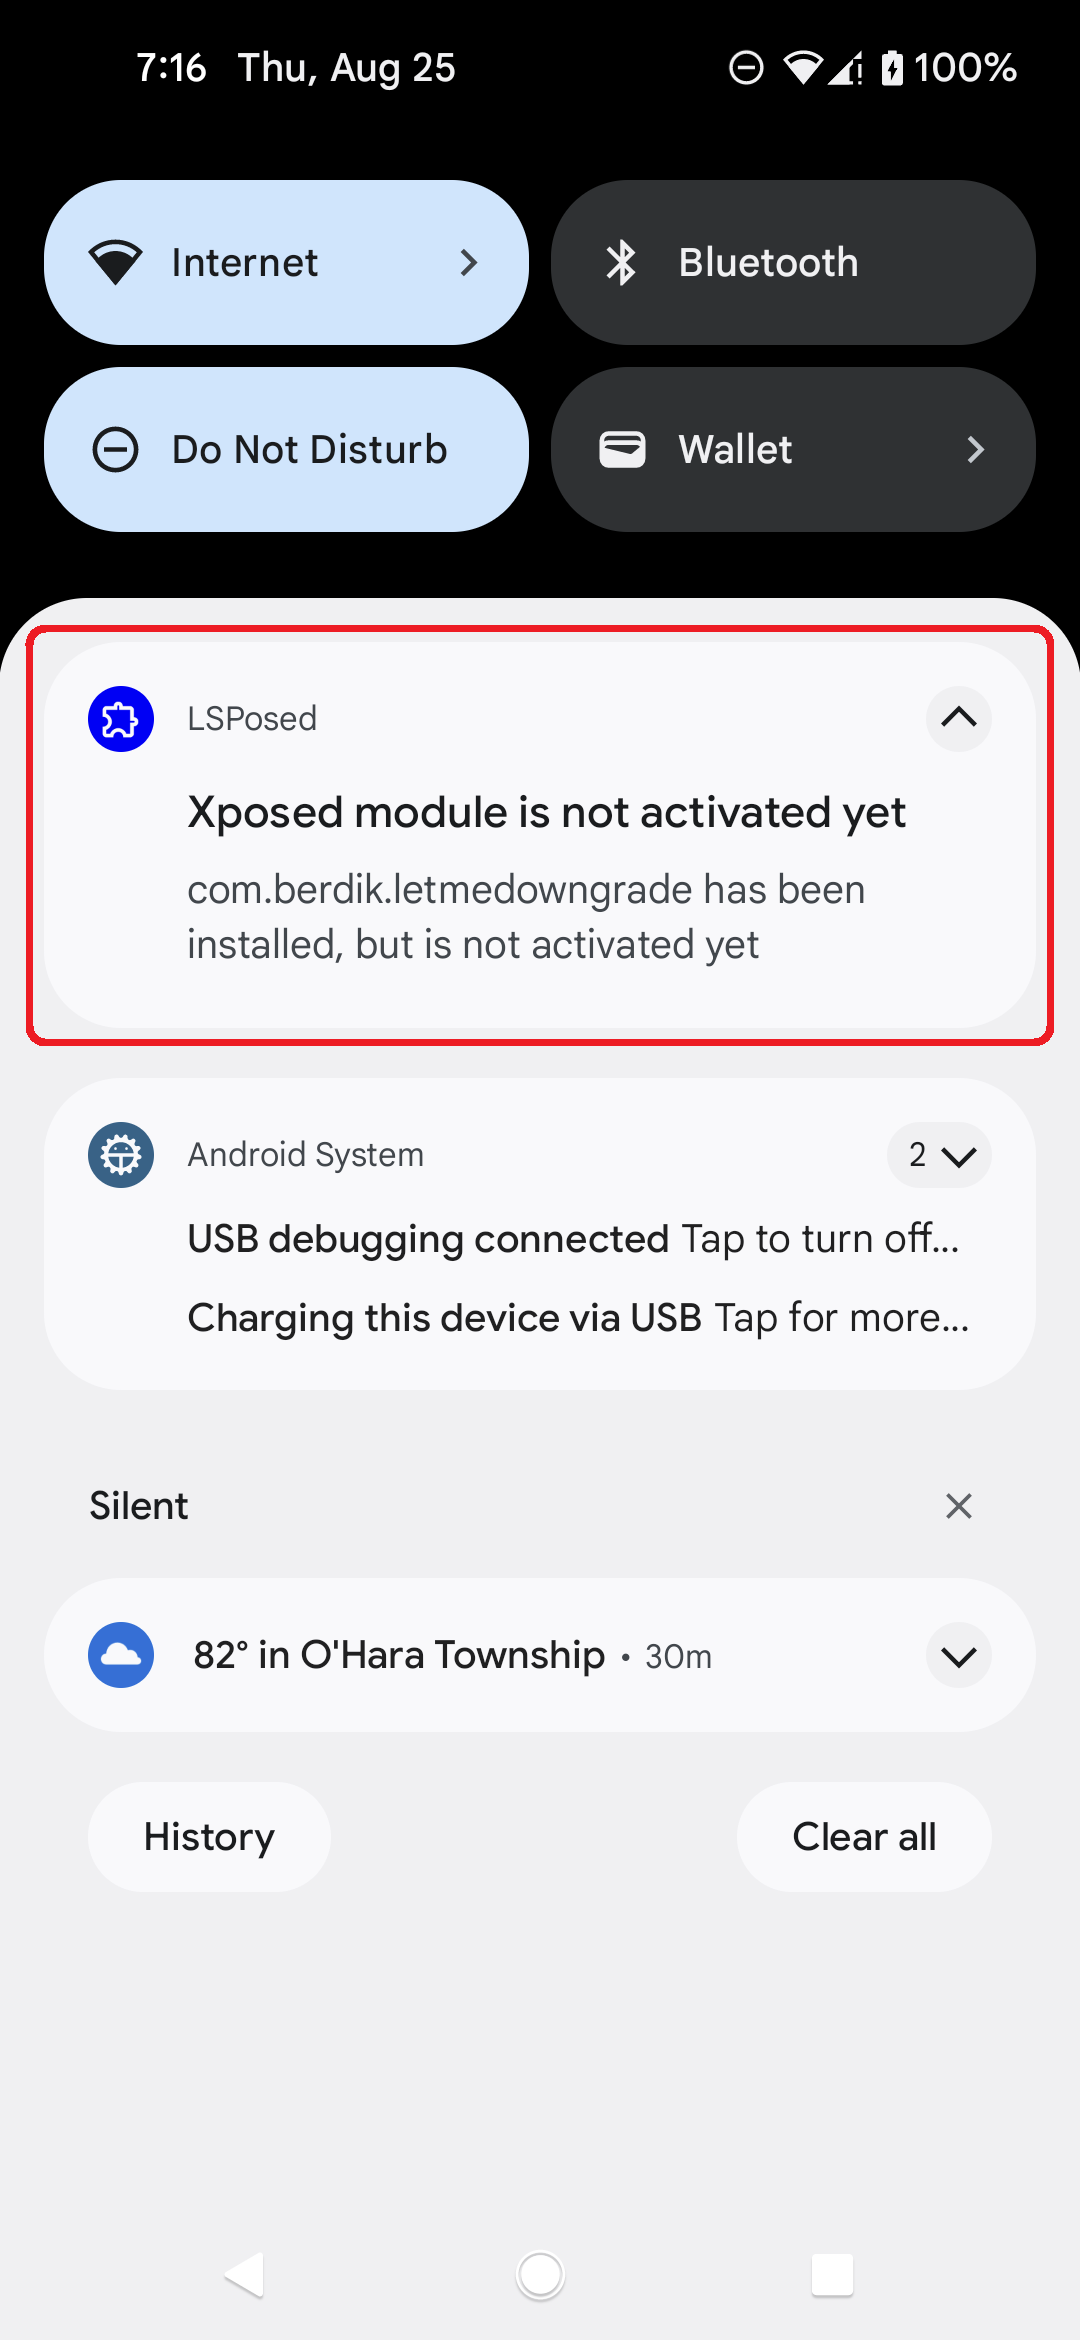 7:16 Thu, Aug 25 100%
Internet
Bluetooth
Do Not Disturb
Wallet
LSPosed
Xposed module is not activated yet
com.berdik.letmedowngrade has been
installed, but is not activated yet
Android System 2
USB debugging connected Tap to turn off...
Charging this device via USB Tap for more...
Silent
82° in O'Hara Township • 30m
History
Clear all